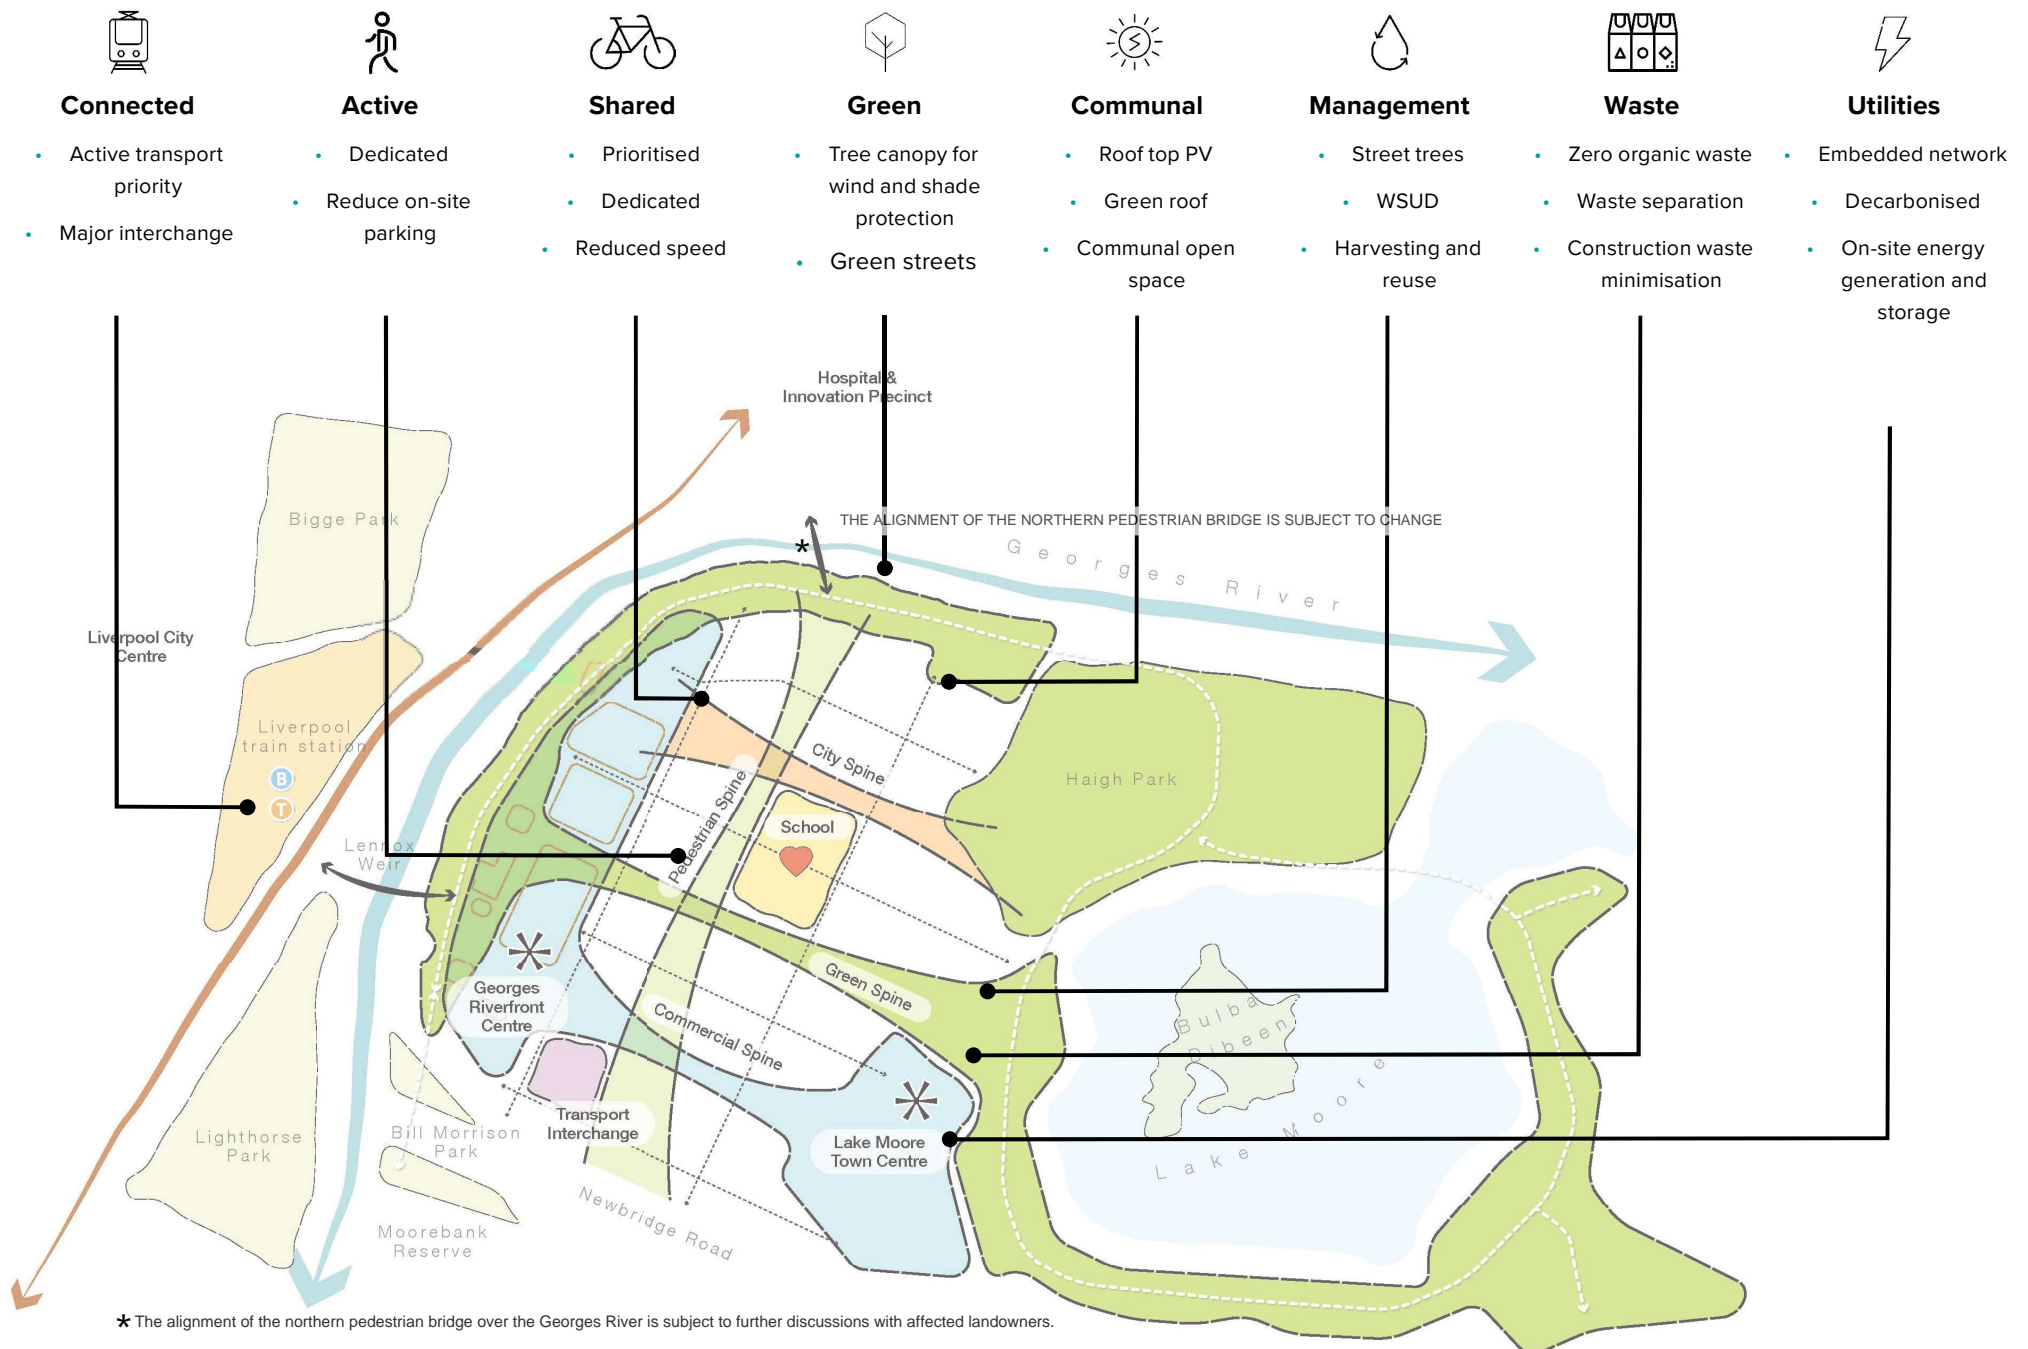 Connected
• Active transport
priority
• Major interchange
Active
• Dedicated
• Reduce on-site
parking
Shared
• Prioritised
• Dedicated
• Reduced speed
Green
• Tree canopy for
wind and shade
protection
• Green streets
Communal
• Roof top PV
• Green roof
• Communal open
space
Management
• Street trees
• WSUD
• Harvesting and
reuse
Waste
• Zero organic waste
• Waste separation
• Construction waste
minimisation
Utilities
• Embedded network
• Decarbonised
• On-site energy
generation and
storage
Hospital &
Innovation Precinct
Bigge Park
THE ALIGNMENT OF THE NORTHERN PEDESTRIAN BRIDGE IS SUBJECT TO CHANGE
*
Georges River
Liverpool City
Centre
Liverpool
train station
B
T
City Spine
Haigh Park
Pedestrian Spine
School
Lennox
Weir
Georges
Riverfront
Centre
Green Spine
Commercial Spine
Bulba
Dibeen
Lake Moore
Transport
Interchange
Lake Moore
Town Centre
Lighthorse
Park
Bill Morrison
Park
Newbridge Road
Moorebank
Reserve
* The alignment of the northern pedestrian bridge over the Georges River is subject to further discussions with affected landowners.